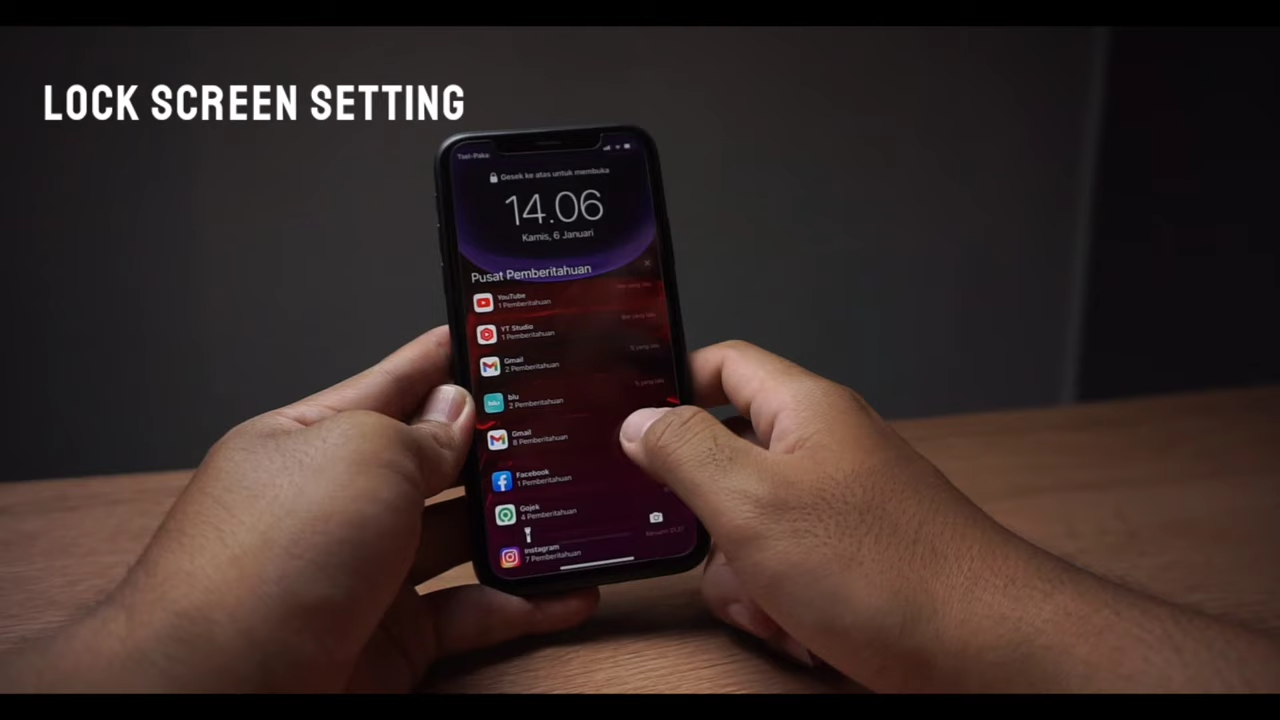 LOCK SCREEN SETTING
Gesek ke atas untuk membuka
14.06
Kamis, 6 Januari
Pusat Pemberitahuan
YouTube
1 Pemberitahuan
YT Studio
1 Pemberitahuan
Gmail
2 Pemberitahuan
blu
2 Pemberitahuan
Gmail
8 Pemberitahuan
Facebook
1 Pemberitahuan
Gojek
4 Pemberitahuan
Instagram
7 Pemberitahuan